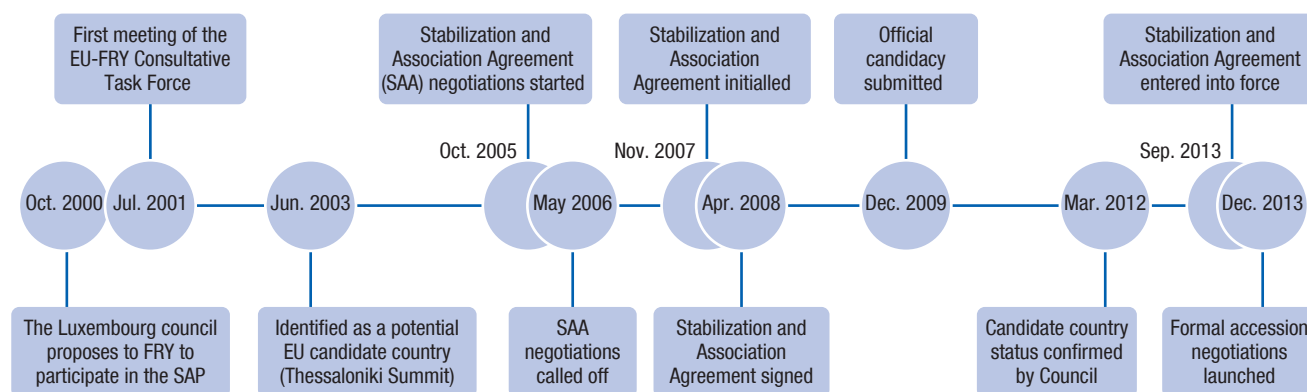 First meeting of the
EU-FRY Consultative
Task Force
Stabilization and
Association Agreement
(SAA) negotiations started
Stabilization and
Association
Agreement initialled
Official
candidacy
submitted
Stabilization and
Association Agreement
entered into force
Oct. 2005
Nov. 2007
Sep. 2013
Oct. 2000
Jul. 2001
Jun. 2003
May 2006
Apr. 2008
Dec. 2009
Mar. 2012
Dec. 2013
The Luxembourg council
proposes to FRY to
participate in the SAP
Identified as a potential
EU candidate country
(Thessaloniki Summit)
SAA
negotiations
called off
Stabilization and
Association
Agreement signed
Candidate country
status confirmed
by Council
Formal accession
negotiations
launched